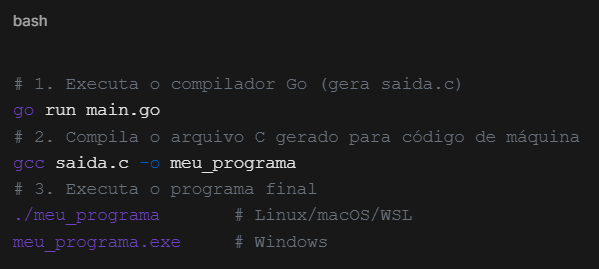 bash
# 1. Executa o compilador Go (gera saida.c)
go run main.go
# 2. Compila o arquivo C gerado para código de máquina
gcc saida.c -o meu_programa
# 3. Executa o programa final
./meu_programa       # Linux/macOS/WSL
meu_programa.exe     # Windows